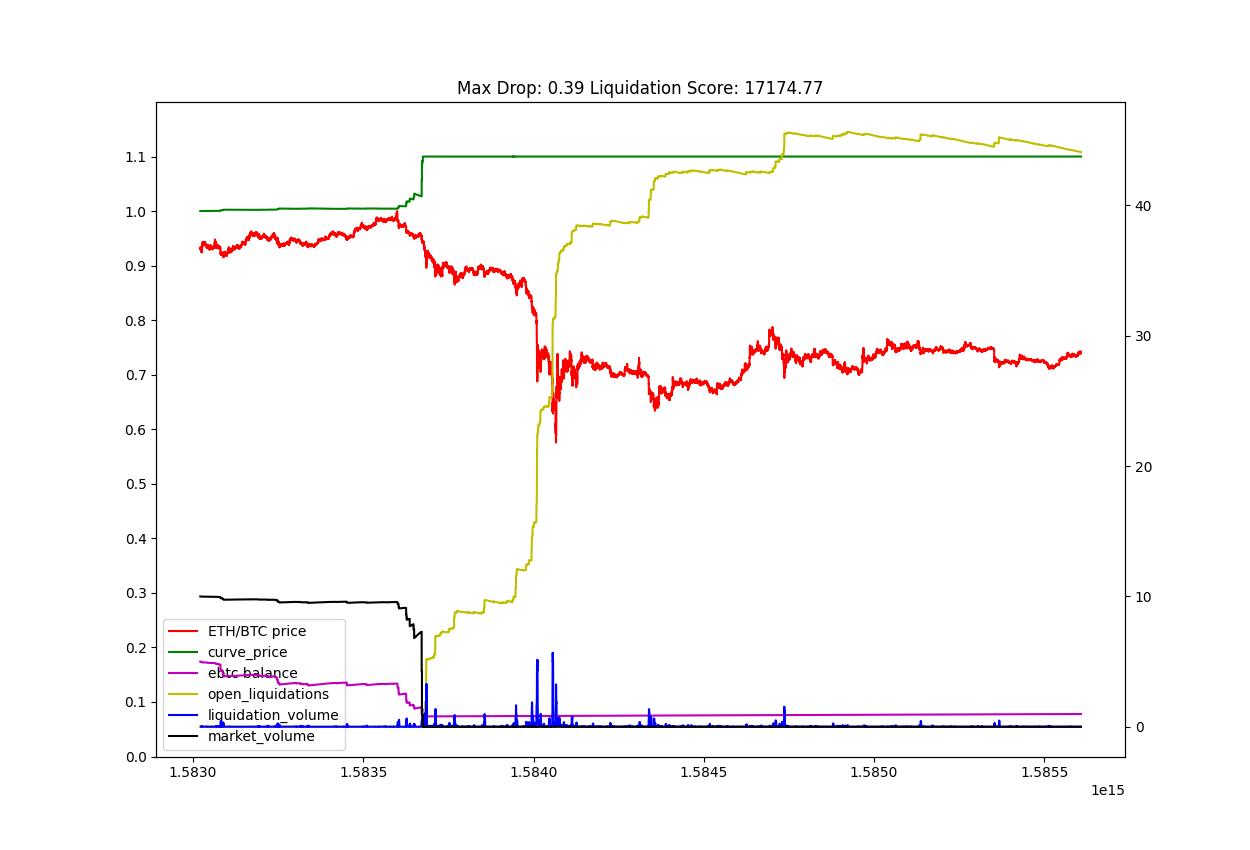 Max Drop: 0.39 Liquidation Score: 17174.77
1.1
1.0
0.9
0.8
0.7
0.6
0.5
0.4
0.3
0.2
0.1
0.0
40
30
20
10
0
ETH/BTC price
curve_price
ebtc balance
open_liquidations
liquidation_volume
market_volume
1.5830 1.5835 1.5840 1.5845 1.5850 1.5855
1e15